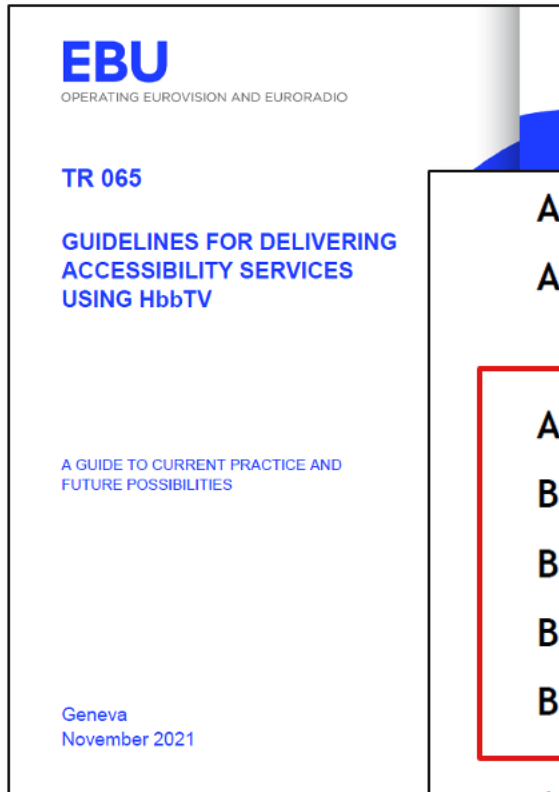 EBU
OPERATING EUROVISION AND EURORADIO
TR 065
GUIDELINES FOR DELIVERING
ACCESSIBILITY SERVICES
USING HbbTV
A GUIDE TO CURRENT PRACTICE AND
FUTURE POSSIBILITIES
Geneva
November 2021
A
A
A
B
B
B
B